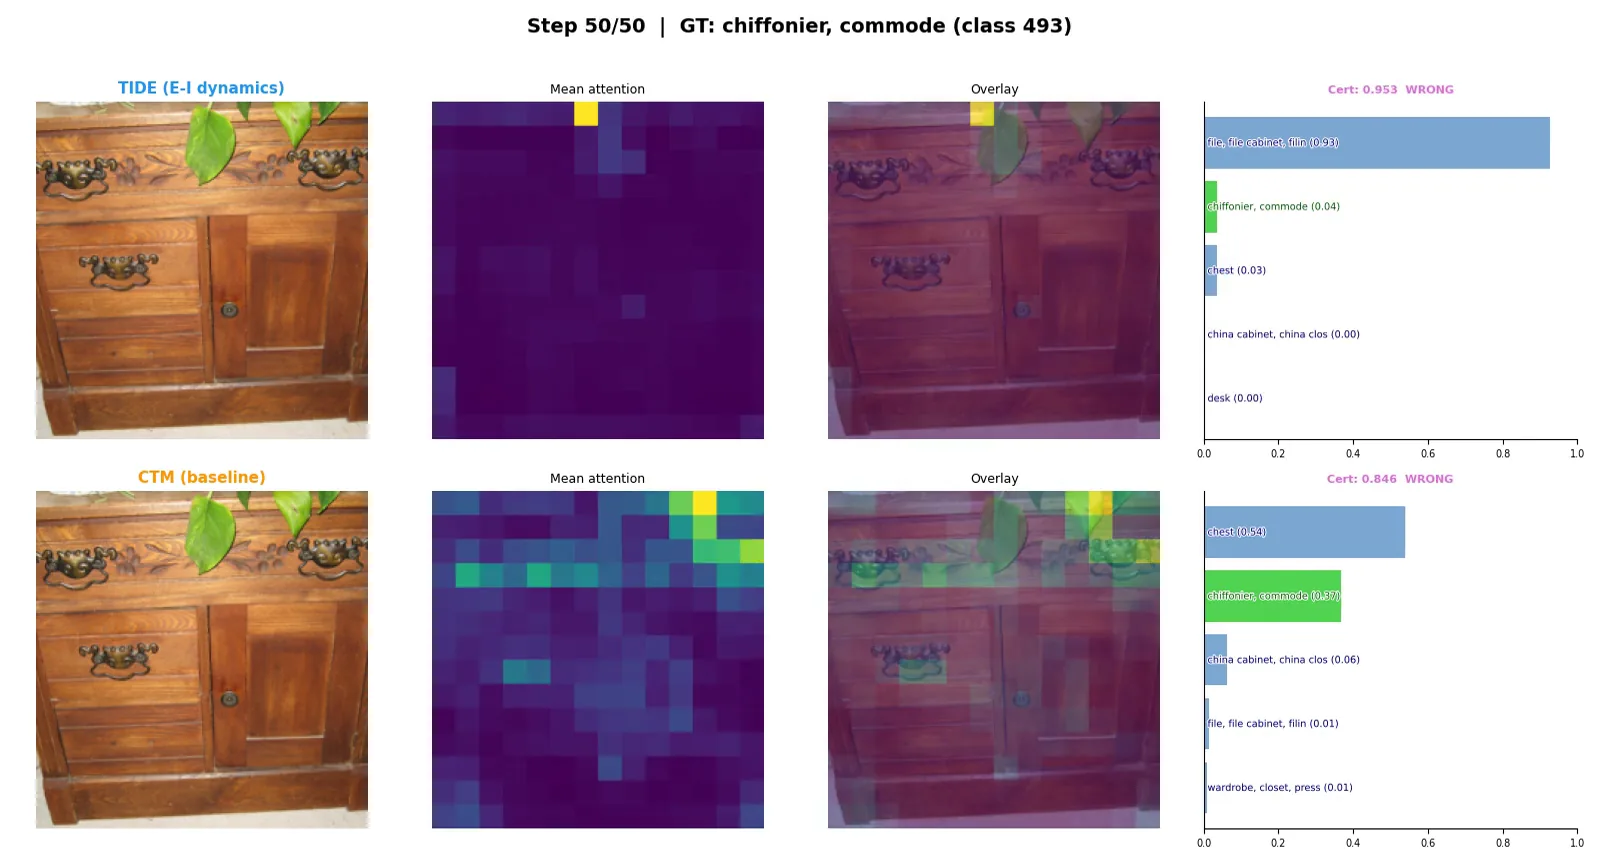 Step 50/50 | GT: chiffonier, commode (class 493)
TIDE (E-I dynamics)
Mean attention
Overlay
Cert: 0.953 WRONG
file, file cabinet, filin (0.93)
chiffonier, commode (0.04)
chest (0.03)
china cabinet, china clos (0.00)
desk (0.00)
0.0 0.2 0.4 0.6 0.8 1.0
CTM (baseline)
Mean attention
Overlay
Cert: 0.846 WRONG
chest (0.54)
chiffonier, commode (0.37)
china cabinet, china clos (0.06)
file, file cabinet, filin (0.01)
wardrobe, closet, press (0.01)
0.0 0.2 0.4 0.6 0.8 1.0